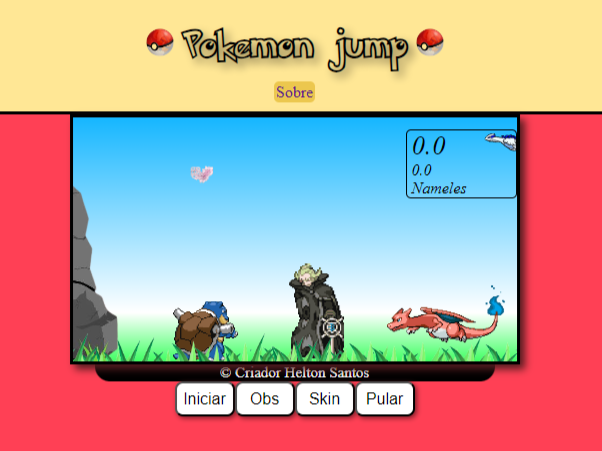 Pokemon jump
Sobre
0.0
0.0
Nameles
© Criador Helton Santos
Iniciar
Obs
Skin
Pular